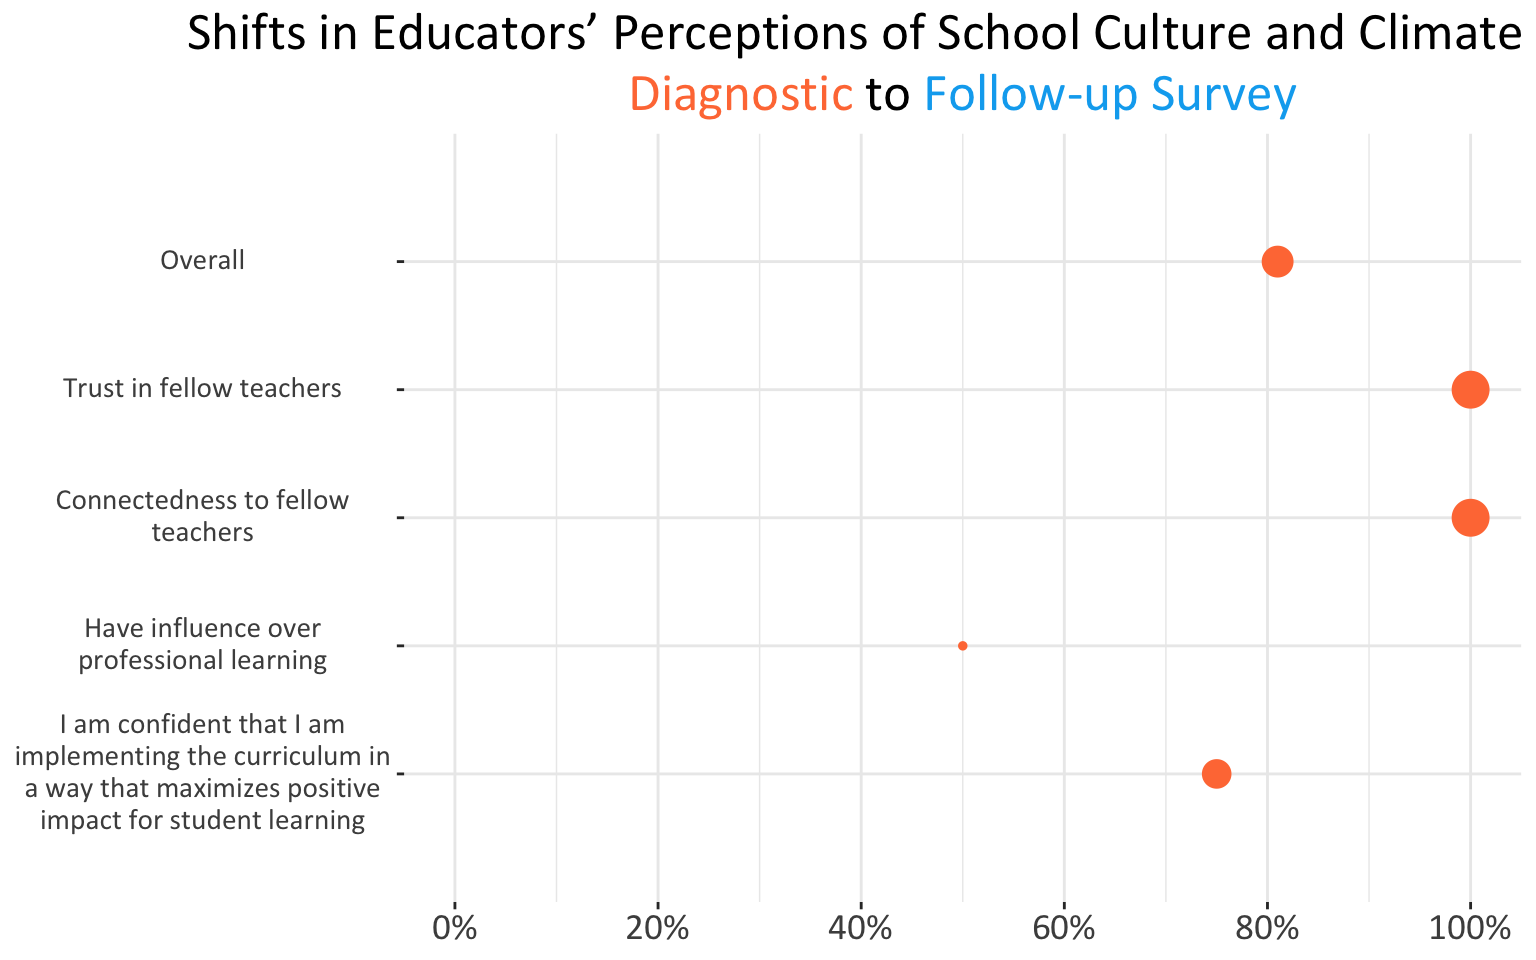 Shifts in Educators’ Perceptions of School Culture and Climate
Diagnostic to Follow-up Survey
Overall
Trust in fellow teachers
Connectedness to fellow
teachers
Have influence over
professional learning
I am confident that I am
implementing the curriculum in
a way that maximizes positive
impact for student learning
0% 20% 40% 60% 80% 100%